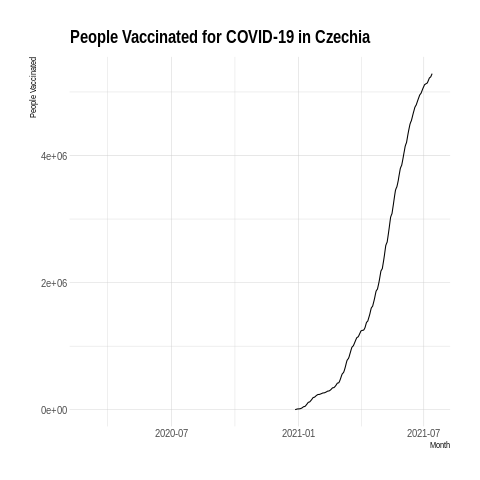 People Vaccinated for COVID-19 in Czechia
People Vaccinated
4e+06
2e+06
0e+00
2020-07 2021-01 2021-07
Month